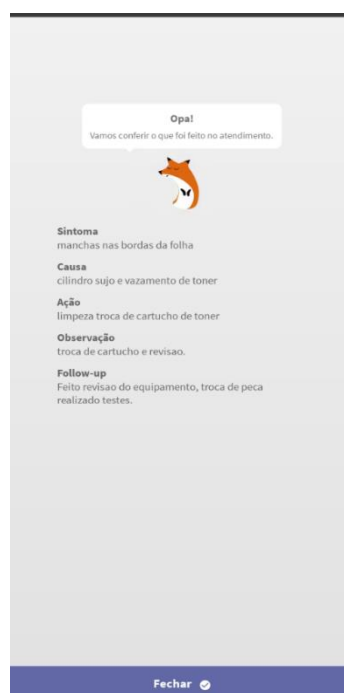 Opa!
Vamos conferir o que foi feito no atendimento.
Sintoma
manchas nas bordas da folha
Causa
cilindro sujo e vazamento de toner
Ação
limpeza troca de cartucho de toner
Observação
troca de cartucho e revisao.
Follow-up
Feito revisao do equipamento, troca de peca
realizado testes.
Fechar